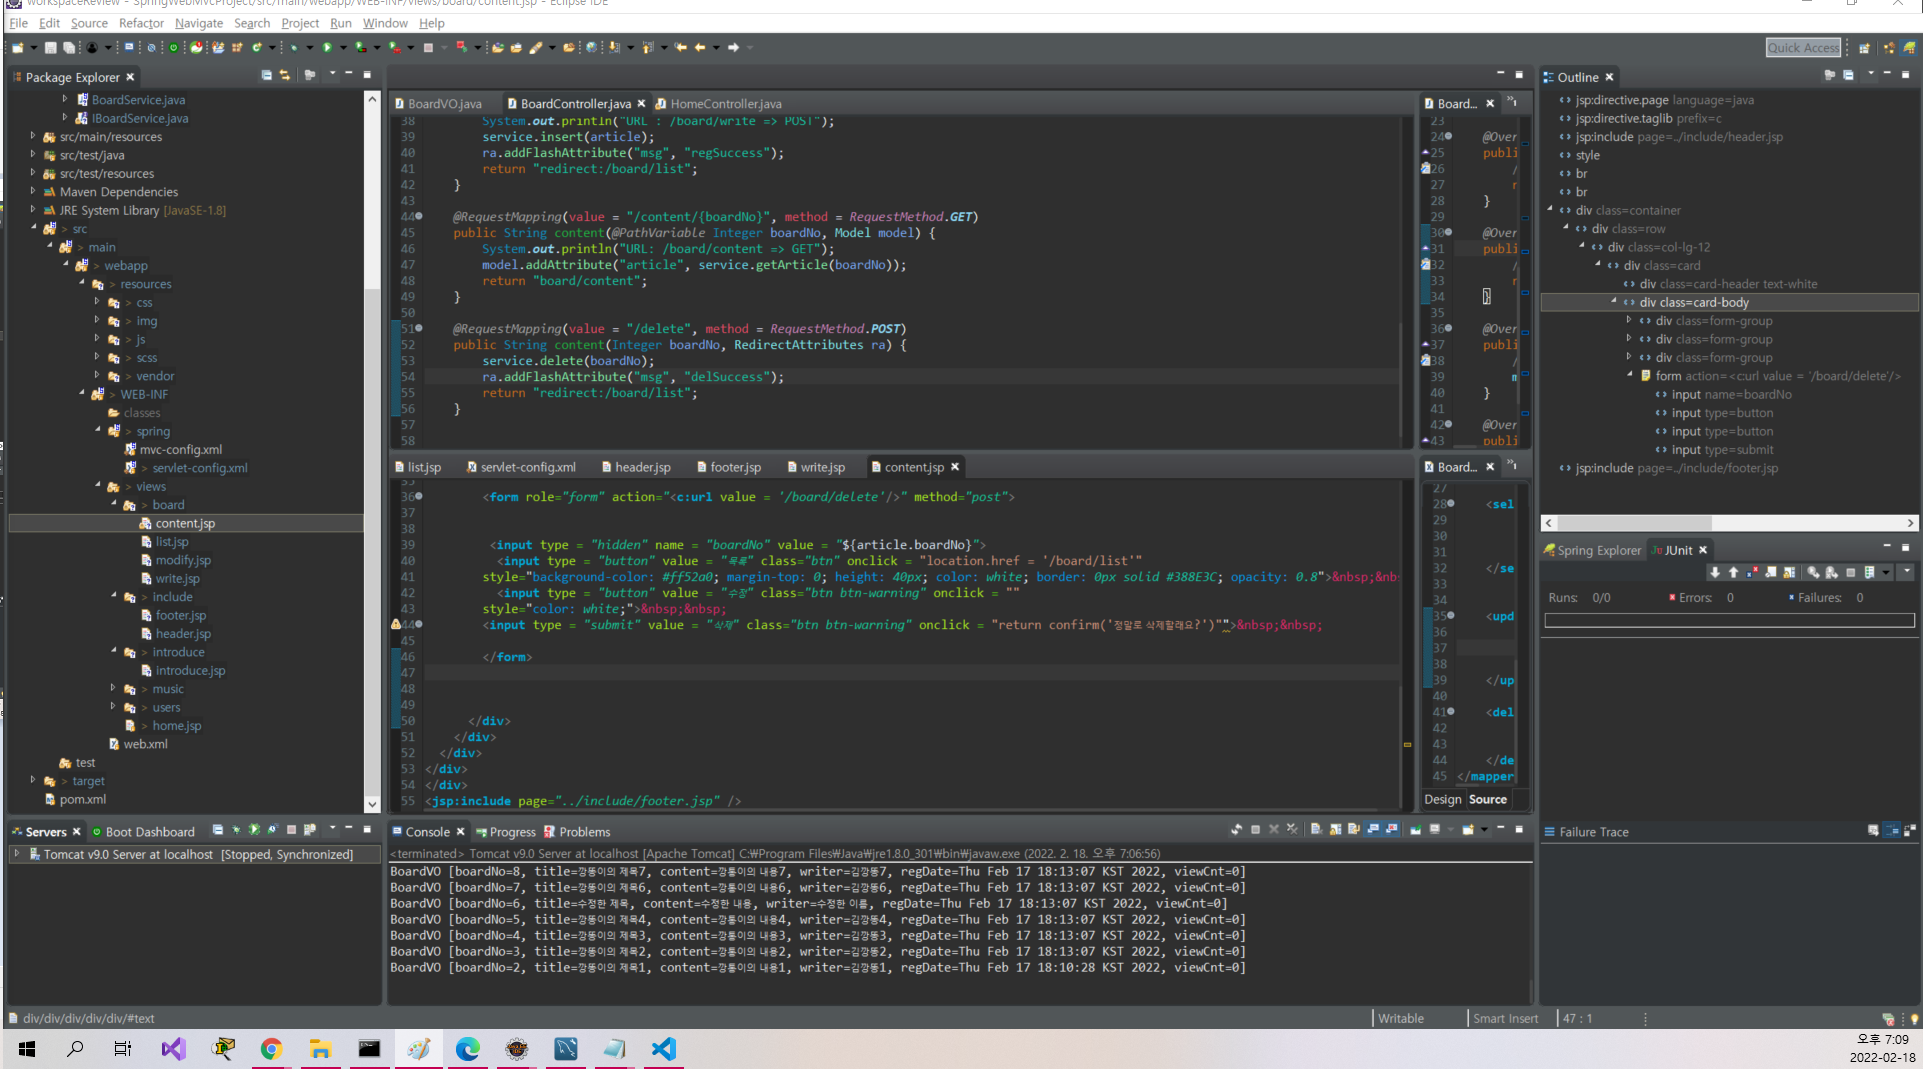 workspaceReview - SpringWebMvcProject/src/main/webapp/WEB-INF/views/board/content.jsp - Eclipse IDE
File Edit Source Refactor Navigate Search Project Run Window Help
Quick Access
Package Explorer
BoardService.java
IBoardService.java
src/main/resources
src/test/java
src/test/resources
Maven Dependencies
JRE System Library [JavaSE-1.8]
> src
> main
> webapp
> resources
> css
> img
> js
> scss
> vendor
> WEB-INF
classes
> spring
mvc-config.xml
> servlet-config.xml
> views
> board
content.jsp
list.jsp
modify.jsp
write.jsp
> include
footer.jsp
header.jsp
> introduce
introduce.jsp
> music
> users
> home.jsp
web.xml
test
> target
pom.xml
BoardVO.java BoardController.java HomeController.java
38 System.out.println("URL : /board/write => POST");
39 service.insert(article);
40 ra.addFlashAttribute("msg", "regSuccess");
41 return "redirect:/board/list";
42 }
43
44 @RequestMapping(value = "/content/{boardNo}", method = RequestMethod.GET)
45 public String content(@PathVariable Integer boardNo, Model model) {
46 System.out.println("URL: /board/content => GET");
47 model.addAttribute("article", service.getArticle(boardNo));
48 return "board/content";
49 }
50
51 @RequestMapping(value = "/delete", method = RequestMethod.POST)
52 public String content(Integer boardNo, RedirectAttributes ra) {
53 service.delete(boardNo);
54 ra.addFlashAttribute("msg", "delSuccess");
55 return "redirect:/board/list";
56 }
57
58
Board...
23
24 @Over
25 publi
26 /
27 r
28 }
29
30 @Over
31 publi
32 /
33 r
34 }
35
36 @Over
37 publi
38 /
39 m
40 }
41
42 @Over
43 publi
list.jsp servlet-config.xml header.jsp footer.jsp write.jsp content.jsp
35
36 <form role="form" action="<c:url value = '/board/delete'/>" method="post">
37
38
39 <input type = "hidden" name = "boardNo" value = "${article.boardNo}">
40 <input type = "button" value = "목록" class="btn" onclick = "location.href = '/board/list'"
41 style="background-color: #ff52a0; margin-top: 0; height: 40px; color: white; border: 0px solid #388E3C; opacity: 0.8">&nbsp;&nb
42 <input type = "button" value = "수정" class="btn btn-warning" onclick = ""
43 style="color: white;">&nbsp;&nbsp;
44 <input type = "submit" value = "삭제" class="btn btn-warning" onclick = "return confirm('정말로 삭제할래요?')"">&nbsp;&nbsp;
45
46 </form>
47
48
49
50 </div>
51 </div>
52 </div>
53 </div>
54 </div>
55 <jsp:include page="../include/footer.jsp" />
Board...
27
28 <sel
29
30
31
32 </se
33
34
35 <upd
36
37
38
39 </up
40
41 <del
42
43
44 </de
45 </mapper
Design Source
Outline
jsp:directive.page language=java
jsp:directive.taglib prefix=c
jsp:include page=../include/header.jsp
style
br
br
div class=container
div class=row
div class=col-lg-12
div class=card
div class=card-header text-white
div class=card-body
div class=form-group
div class=form-group
div class=form-group
form action=<c:url value = '/board/delete'/>
input name=boardNo
input type=button
input type=button
input type=submit
jsp:include page=../include/footer.jsp
Spring Explorer JUnit
Runs: 0/0 Errors: 0 Failures: 0
Failure Trace
Servers Boot Dashboard
Tomcat v9.0 Server at localhost [Stopped, Synchronized]
Console Progress Problems
<terminated> Tomcat v9.0 Server at localhost [Apache Tomcat] C:₩Program Files₩Java₩jre1.8.0_301₩bin₩javaw.exe (2022. 2. 18. 오후 7:06:56)
BoardVO [boardNo=8, title=깡통이의 제목7, content=깡통이의 내용7, writer=김깡통7, regDate=Thu Feb 17 18:13:07 KST 2022, viewCnt=0]
BoardVO [boardNo=7, title=깡통이의 제목6, content=깡통이의 내용6, writer=김깡통6, regDate=Thu Feb 17 18:13:07 KST 2022, viewCnt=0]
BoardVO [boardNo=6, title=수정한 제목, content=수정한 내용, writer=수정한 이름, regDate=Thu Feb 17 18:13:07 KST 2022, viewCnt=0]
BoardVO [boardNo=5, title=깡통이의 제목4, content=깡통이의 내용4, writer=김깡통4, regDate=Thu Feb 17 18:13:07 KST 2022, viewCnt=0]
BoardVO [boardNo=4, title=깡통이의 제목3, content=깡통이의 내용3, writer=김깡통3, regDate=Thu Feb 17 18:13:07 KST 2022, viewCnt=0]
BoardVO [boardNo=3, title=깡통이의 제목2, content=깡통이의 내용2, writer=김깡통2, regDate=Thu Feb 17 18:13:07 KST 2022, viewCnt=0]
BoardVO [boardNo=2, title=깡통이의 제목1, content=깡통이의 내용1, writer=김깡통1, regDate=Thu Feb 17 18:10:28 KST 2022, viewCnt=0]
div/div/div/div/div/#text
Writable Smart Insert 47 : 1
오후 7:09
2022-02-18